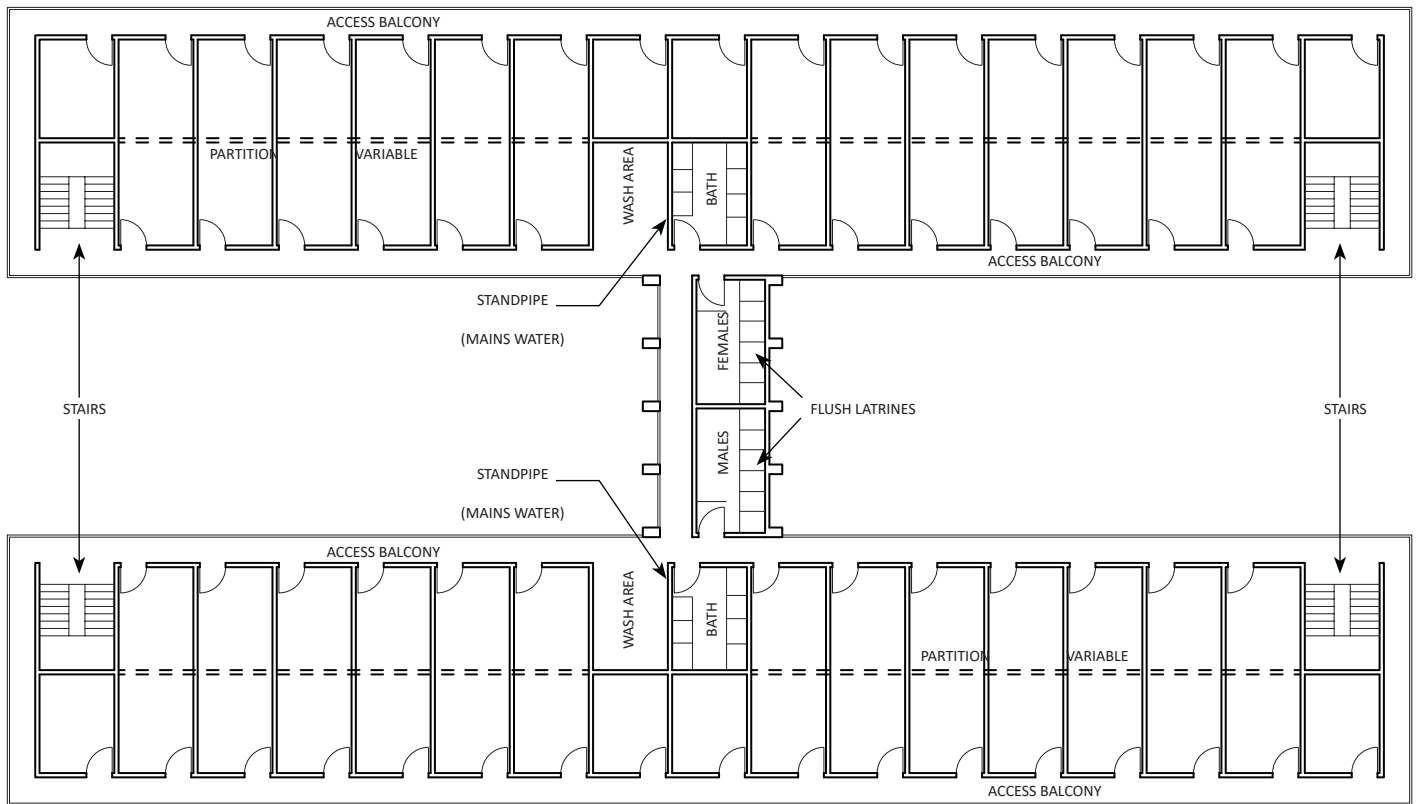 ACCESS BALCONY
PARTITION
VARIABLE
WASH AREA
BATH
ACCESS BALCONY
STANDPIPE
(MAINS WATER)
FEMALES
STAIRS
FLUSH LATRINES
STAIRS
MALES
STANDPIPE
(MAINS WATER)
ACCESS BALCONY
WASH AREA
BATH
PARTITION
VARIABLE
ACCESS BALCONY